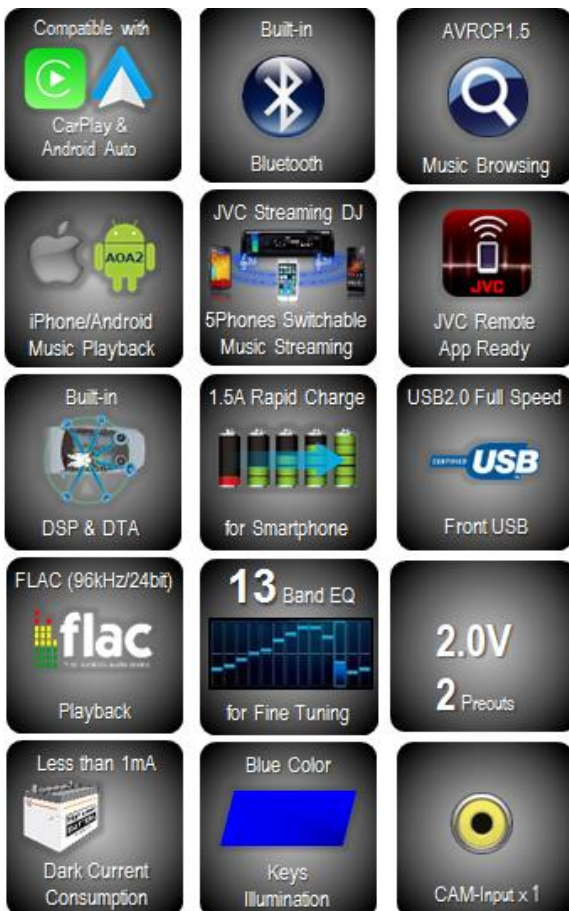 Compatible with
CarPlay &
Android Auto
Built-in
Bluetooth
AVRCP1.5
Music Browsing
AOA2
iPhone/Android
Music Playback
JVC Streaming DJ
5Phones Switchable
Music Streaming
JVC
JVC Remote
App Ready
Built-in
DSP & DTA
1.5A Rapid Charge
for Smartphone
USB2.0 Full Speed
CERTIFIED USB
Front USB
FLAC (96kHz/24bit)
flac
Playback
13 Band EQ
for Fine Tuning
2.0V
2 Preouts
Less than 1mA
Dark Current
Consumption
Blue Color
Keys
Illumination
CAM-Input x 1